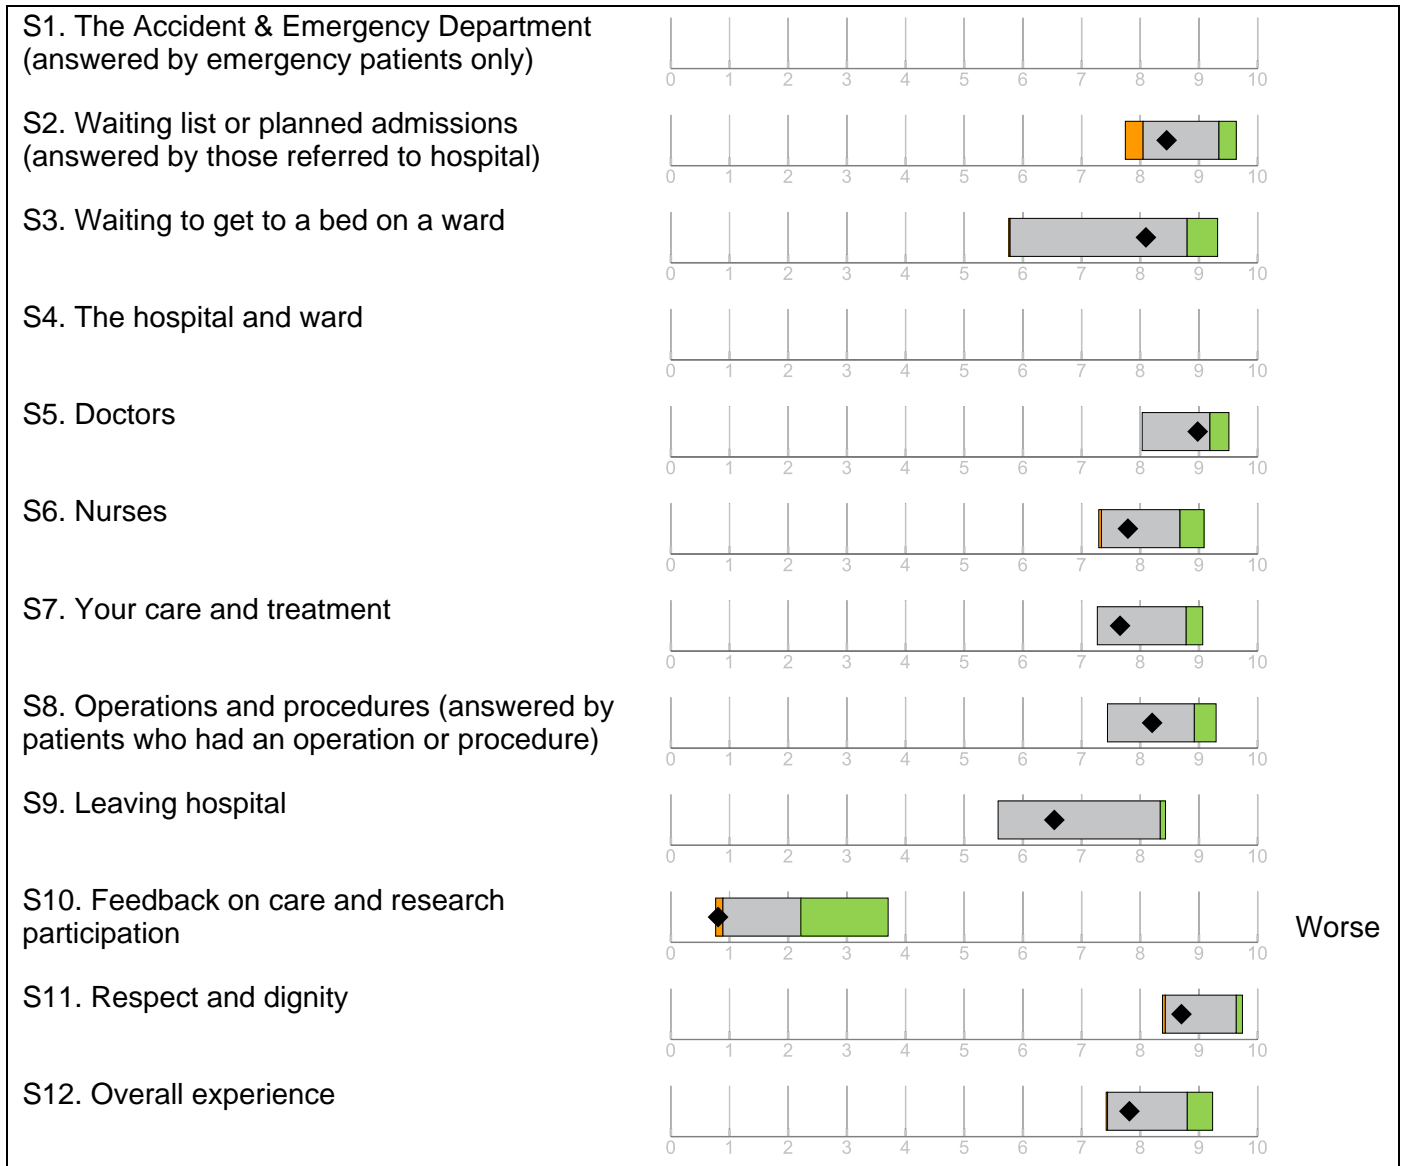 S1. The Accident & Emergency Department
(answered by emergency patients only)
0 1 2 3 4 5 6 7 8 9 10
S2. Waiting list or planned admissions
(answered by those referred to hospital)
0 1 2 3 4 5 6 7 8 9 10
S3. Waiting to get to a bed on a ward
0 1 2 3 4 5 6 7 8 9 10
S4. The hospital and ward
0 1 2 3 4 5 6 7 8 9 10
S5. Doctors
0 1 2 3 4 5 6 7 8 9 10
S6. Nurses
0 1 2 3 4 5 6 7 8 9 10
S7. Your care and treatment
0 1 2 3 4 5 6 7 8 9 10
S8. Operations and procedures (answered by
patients who had an operation or procedure)
0 1 2 3 4 5 6 7 8 9 10
S9. Leaving hospital
0 1 2 3 4 5 6 7 8 9 10
S10. Feedback on care and research
participation
Worse
0 1 2 3 4 5 6 7 8 9 10
S11. Respect and dignity
0 1 2 3 4 5 6 7 8 9 10
S12. Overall experience
0 1 2 3 4 5 6 7 8 9 10